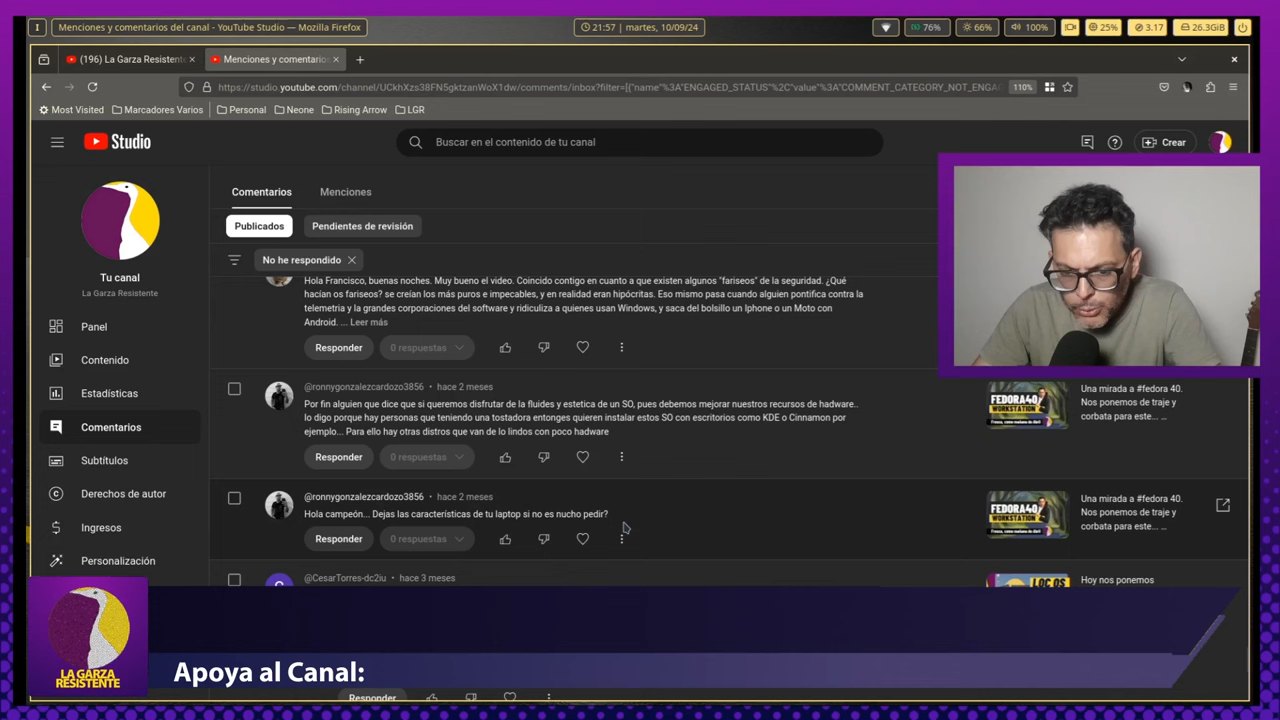 I
Menciones y comentarios del canal - YouTube Studio — Mozilla Firefox
21:57 | martes, 10/09/24
76%
66%
100%
25%
3.17
26.3GiB
(196) La Garza Resistente
Menciones y comentarios
https://studio.youtube.com/channel/UCkhXzs38FN5gktzanWoX1dw/comments/inbox?filter=[{"name"%3A"ENGAGED_STATUS"%2C"value"%3A"COMMENT_CATEGORY_NOT_ENGA
110%
Most Visited
Marcadores Varios
Personal
Neone
Rising Arrow
LGR
Studio
Buscar en el contenido de tu canal
Crear
Tu canal
La Garza Resistente
Panel
Contenido
Estadísticas
Comentarios
Subtítulos
Derechos de autor
Ingresos
Personalización
Comentarios
Menciones
Publicados
Pendientes de revisión
No he respondido
Hola Francisco, buenas noches. Muy bueno el video. Coincido contigo en cuanto a que existen algunos "fariseos" de la seguridad. ¿Qué
hacían os fariseos? se creían los más puros e impecables, y en realidad eran hipócritas. Eso mismo pasa cuando alguien pontifica contra la
telemetria y la grandes corporaciones del software y ridiculiza a quienes usan Windows, y saca del bolsillo un Iphone o un Moto con
Android. ... Leer más
Responder
0 respuestas
@ronnygonzalezcardozo3856 • hace 2 meses
Por fin alguien que dice que si queremos disfrutar de la fluides y estetica de un SO, pues debemos mejorar nuestros recursos de hadware..
lo digo porque hay personas que teniendo una tostadora entonges quieren instalar estos SO con escritorios como KDE o Cinnamon por
ejemplo... Para ello hay otras distros que van de lo lindos con poco hadware
Responder
0 respuestas
FEDORA40
WORKSTATION
Una mirada a #fedora 40.
Nos ponemos de traje y
corbata para este... ...
@ronnygonzalezcardozo3856 • hace 2 meses
Hola campeón... Dejas las características de tu laptop si no es nucho pedir?
Responder
0 respuestas
FEDORA40
WORKSTATION
Una mirada a #fedora 40.
Nos ponemos de traje y
corbata para este... ...
@CesarTorres-dc2iu • hace 3 meses
LOC OS
Hoy nos ponemos
Responder
LA GARZA
RESISTENTE
Apoya al Canal: